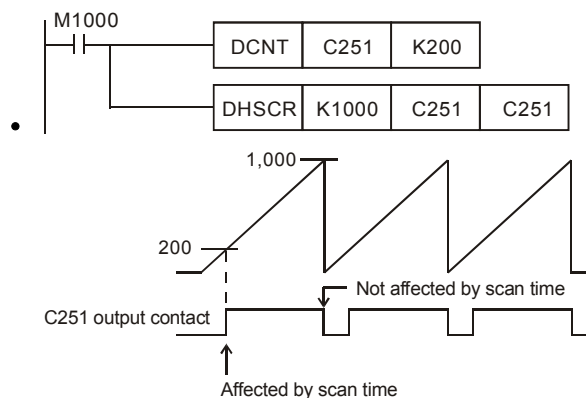 M1000
DCNT C251 K200
DHSCR K1000 C251 C251
1,000
200
Not affected by scan time
C251 output contact
Affected by scan time